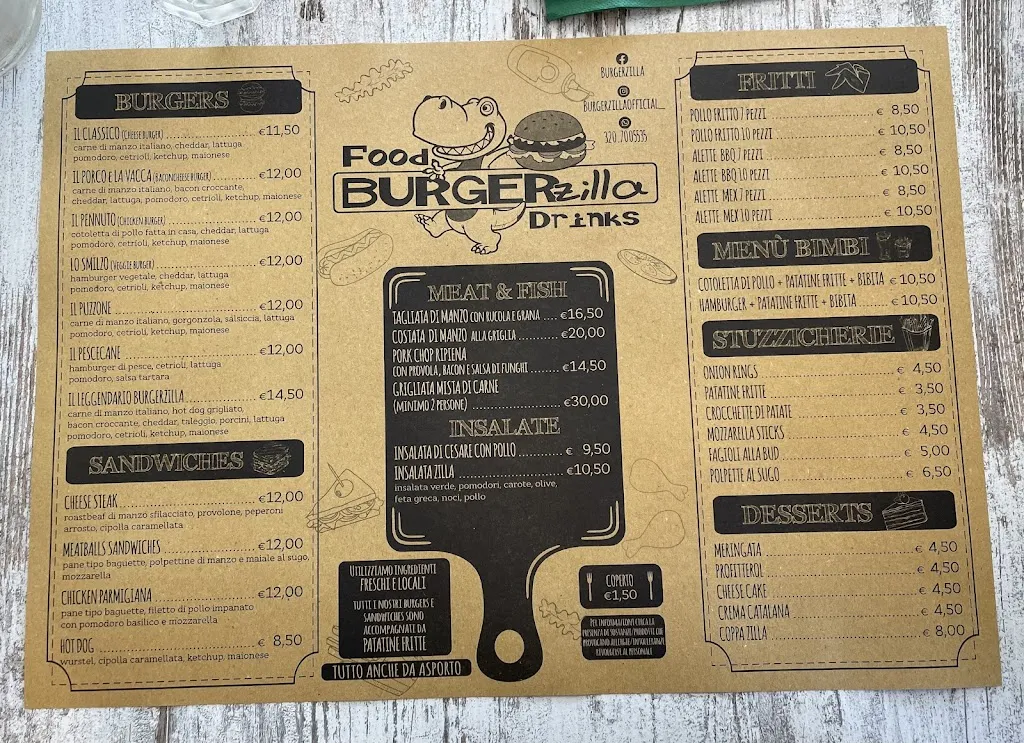 BURGERS
IL CLASSICO (CHEESEBURGER) €11,50
carne di manzo italiano, cheddar, lattuga
pomodoro, cetrioli, ketchup, maionese
IL PORCO e LA VACCA (BACONCHEESEBURGER) €12,00
carne di manzo italiano, bacon croccante,
cheddar, lattuga, pomodoro, cetrioli, ketchup, maionese
IL PENNUTO (CHICKEN BURGER) €12,00
cotoletta di pollo fatta in casa, cheddar, lattuga
pomodoro, cetrioli, ketchup, maionese
LO SMILZO (VEGGIE BURGER) €12,00
hamburger vegetale, cheddar, lattuga
pomodoro, cetrioli, ketchup, maionese
IL PUZZONE €12,00
carne di manzo italiano, gorgonzola, salsiccia, lattuga
pomodoro, cetrioli, ketchup, maionese
IL PESCECANE €12,00
hamburger di pesce, cetrioli, lattuga
pomodoro, salsa tartara
IL LEGGENDARIO BURGERZILLA €14,50
carne di manzo italiano, hot dog grigliato,
bacon croccante, cheddar, taleggio, porcini, lattuga
pomodoro, cetrioli, ketchup, maionese
SANDWICHES
CHEESE STEAK €12,00
roastbeaf di manzo sfilacciato, provolone, peperoni
arrosto, cipolla caramellata
MEATBALLS SANDWICHES €12,00
pane tipo baguette, polpettine di manzo e maiale al sugo,
mozzarella
CHICKEN PARMIGIANA €12,00
pane tipo baguette, filetto di pollo impanato
con pomodoro basilico e mozzarella
HOT DOG € 8,50
wurstel, cipolla caramellata, ketchup, maionese
BURGERZILLA
BURGERZILLAOFFICIAL_
320 7005535
Food
BURGERzilla
Drinks
MEAT & FISH
TAGLIATA DI MANZO CON RUCOLA E GRANA €16,50
COSTATA DI MANZO ALLA GRIGLIA €20,00
PORK CHOP RIPIENA
CON PROVOLA, BACON E SALSA DI FUNGHI €14,50
GRIGLIATA MISTA DI CARNE
(MINIMO 2 PERSONE) €30,00
INSALATE
INSALATA DI CESARE CON POLLO € 9,50
INSALATA ZILLA €10,50
insalata verde, pomodori, carote, olive,
feta greca, noci, pollo
UTILIZZIAMO INGREDIENTI
FRESCHI E LOCALI
TUTTI I NOSTRI BURGERS E
SANDWICHES SONO
ACCOMPAGNATI DA
PATATINE FRITTE
TUTTO ANCHE DA ASPORTO
COPERTO
€1,50
PER INFORMAZIONI CIRCA LA
PRESENZA DI SOSTANZE/PRODOTTI CHE
PROVOCANO ALLERGIE/INTOLLERANZE
RIVOLGERSI AL PERSONALE
FRITTI
POLLO FRITTO 7 PEZZI € 8,50
POLLO FRITTO 10 PEZZI € 10,50
ALETTE BBQ 7 PEZZI € 8,50
ALETTE BBQ 10 PEZZI € 10,50
ALETTE MEX 7 PEZZI € 8,50
ALETTE MEX 10 PEZZI € 10,50
MENÙ BIMBI
COTOLETTA DI POLLO + PATATINE FRITTE + BIBITA €10,50
HAMBURGER + PATATINE FRITTE + BIBITA €10,50
STUZZICHERIE
ONION RINGS € 4,50
PATATINE FRITTE € 3,50
CROCCHETTE DI PATATE € 3,50
MOZZARELLA STICKS € 4,50
FAGIOLI ALLA BUD € 5,00
POLPETTE AL SUGO € 6,50
DESSERTS
MERINGATA € 4,50
PROFITTEROL € 4,50
CHEESE CAKE € 4,50
CREMA CATALANA € 4,50
COPPA ZILLA € 8,00